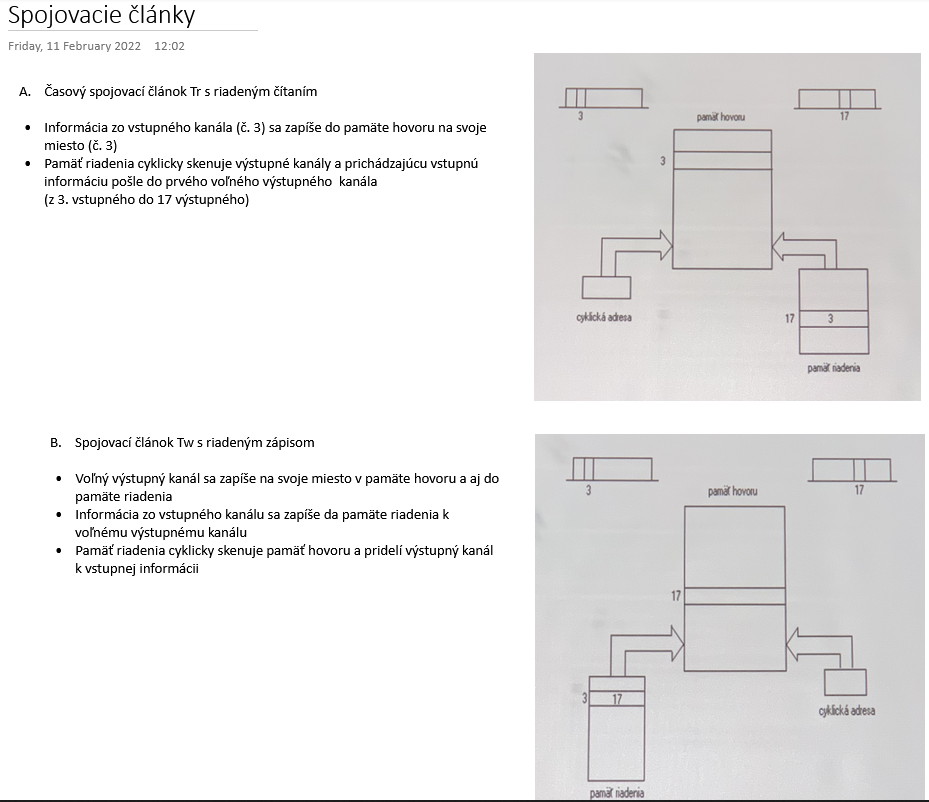 Spojovacie články
Friday, 11 February 2022 12:02
A. Časový spojovací článok Tr s riadeným čítaním
• Informácia zo vstupného kanála (č. 3) sa zapíše do pamäte hovoru na svoje
miesto (č. 3)
• Pamäť riadenia cyklicky skenuje výstupné kanály a prichádzajúcu vstupnú
informáciu pošle do prvého voľného výstupného kanála
(z 3. vstupného do 17 výstupného)
3
17
pamäť hovoru
3
cyklická adresa
17 3
pamäť riadenia
B. Spojovací článok Tw s riadeným zápisom
• Voľný výstupný kanál sa zapíše na svoje miesto v pamäte hovoru a aj do
pamäte riadenia
• Informácia zo vstupného kanálu sa zapíše da pamäte riadenia k
voľnému výstupnému kanálu
• Pamäť riadenia cyklicky skenuje pamäť hovoru a pridelí výstupný kanál
k vstupnej informácii
3
17
pamäť hovoru
17
3 17
cyklická adresa
pamäť riadenia